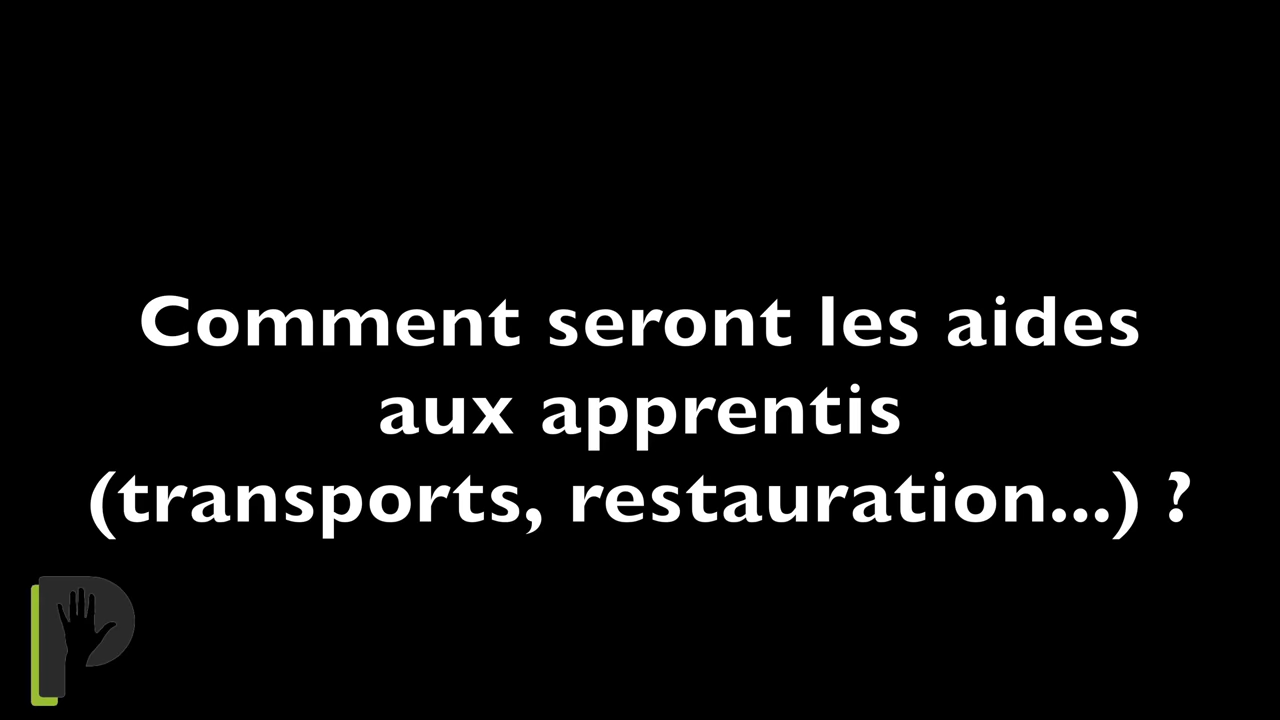 Comment seront les aides
aux apprentis
(transports, restauration...) ?